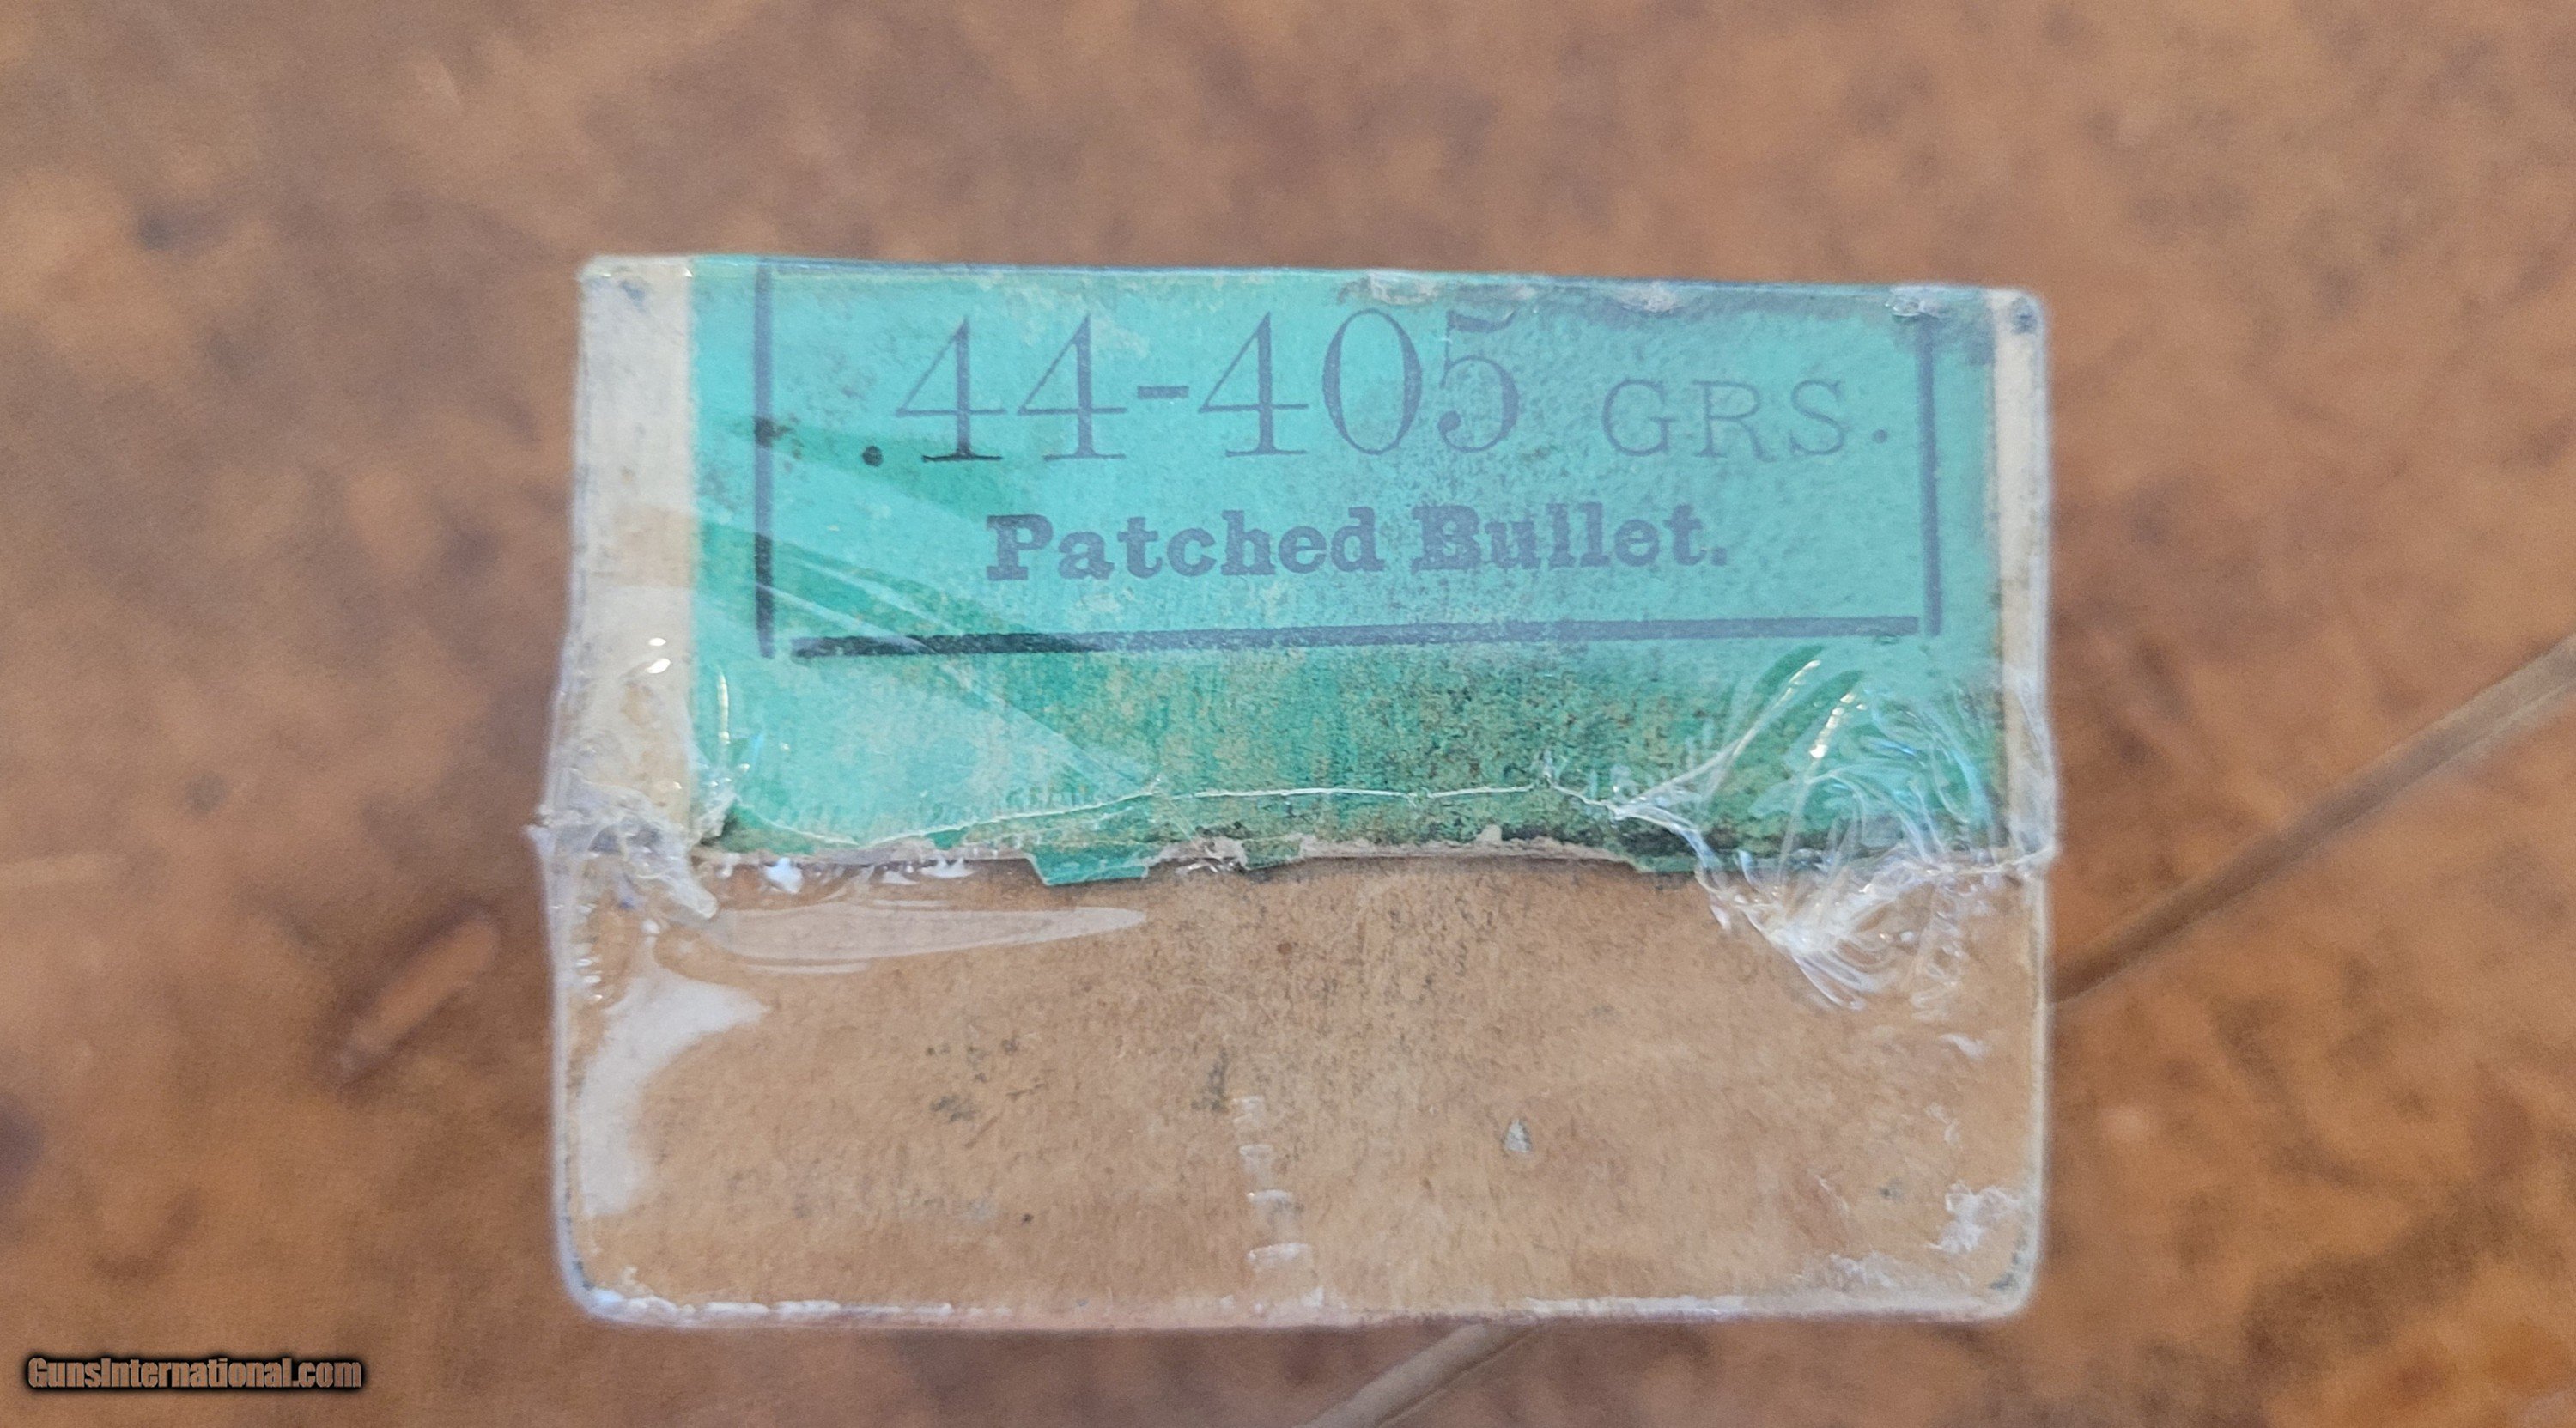 .44-405 GRS.
Patched Bullet.
GunsInternational.com